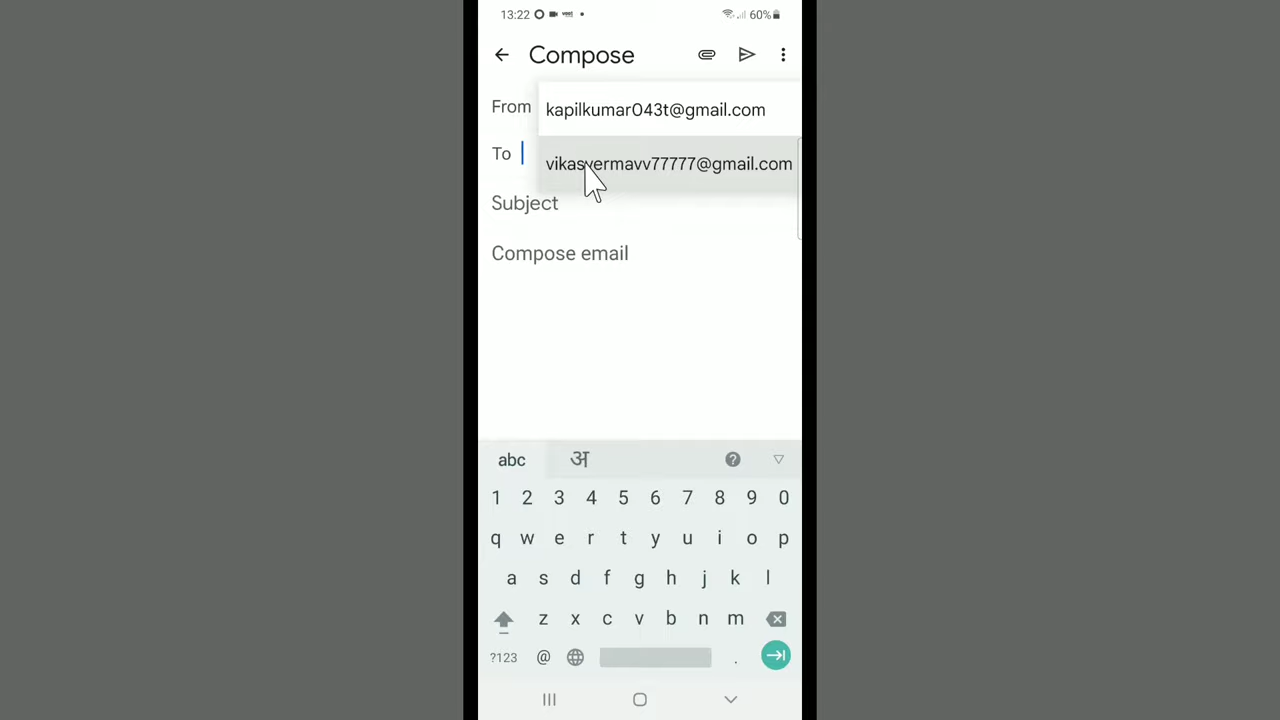 13:22 60%
Compose
From kapilkumar043t@gmail.com
To vikasvermavv77777@gmail.com
Subject
Compose email
abc अ
1 2 3 4 5 6 7 8 9 0
q w e r t y u i o p
a s d f g h j k l
z x c v b n m
?123 @ .